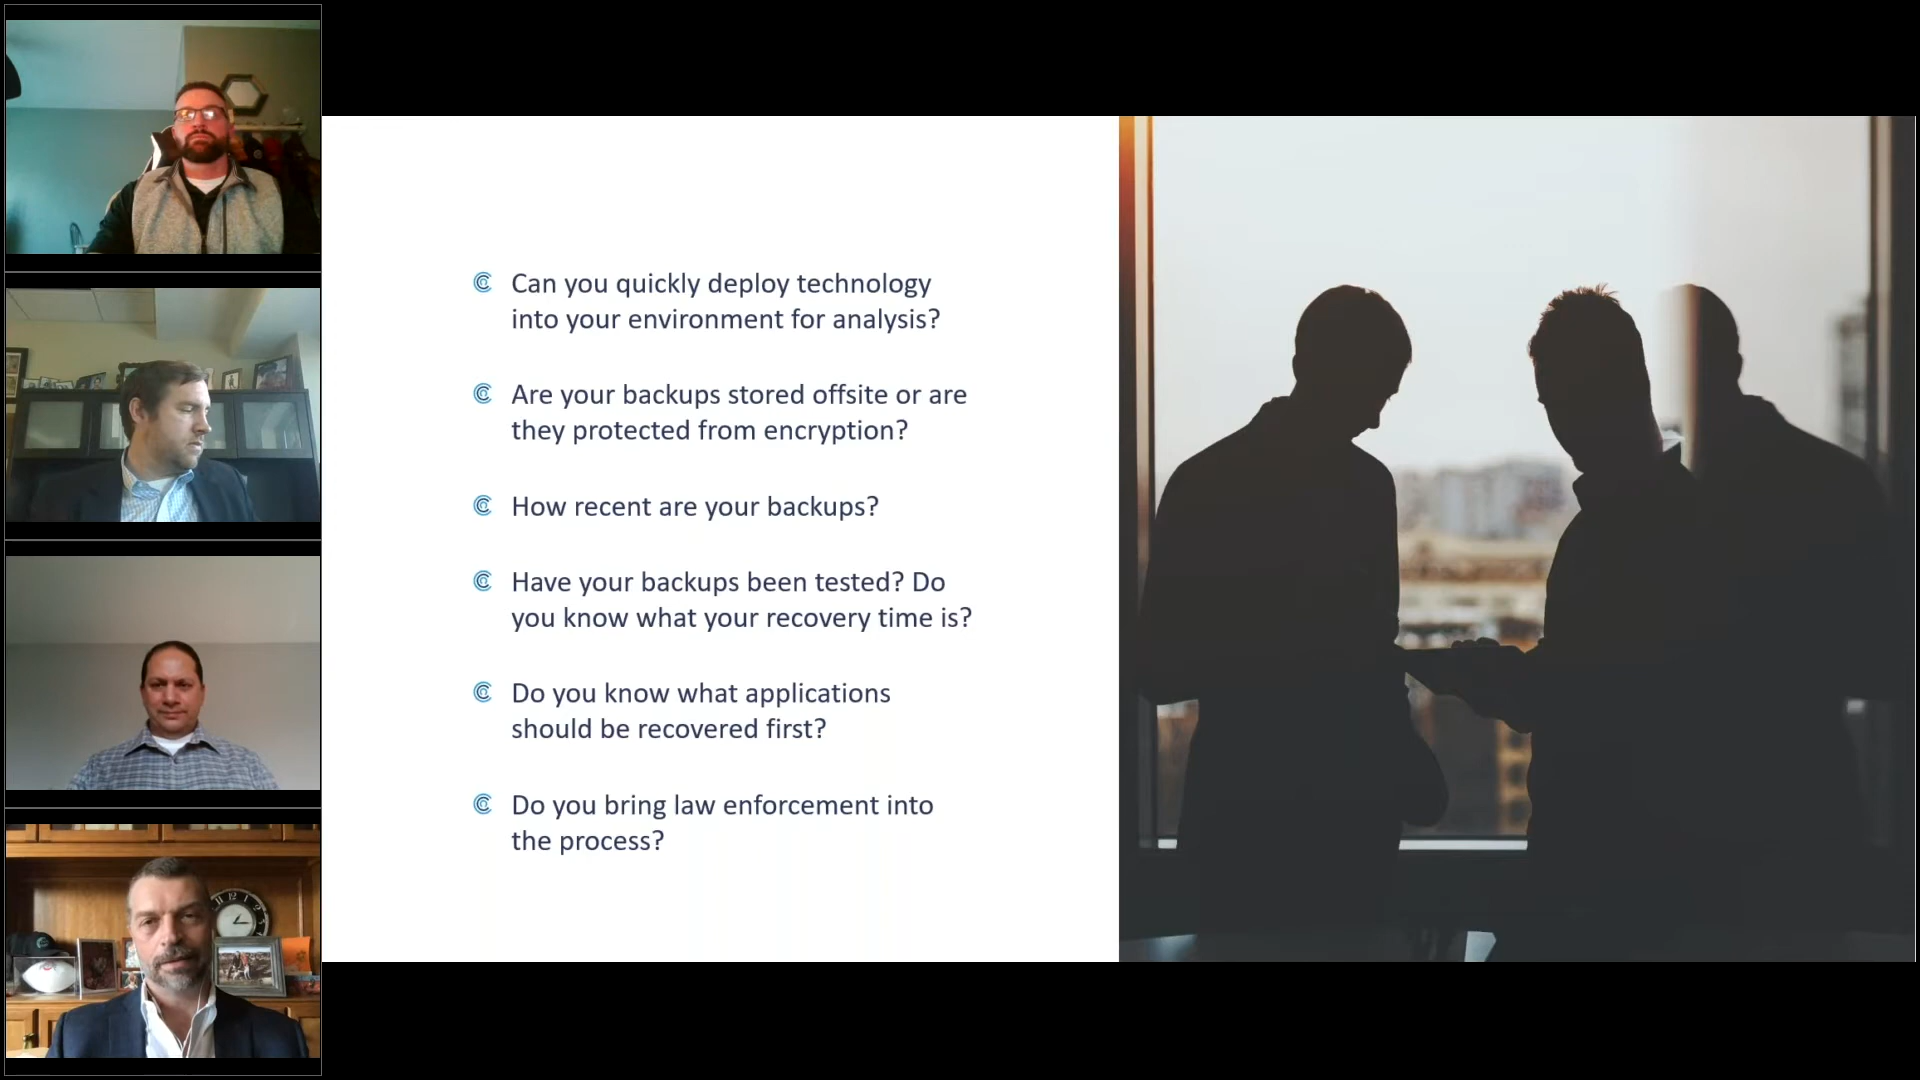 Can you quickly deploy technology
into your environment for analysis?
Are your backups stored offsite or are
they protected from encryption?
How recent are your backups?
Have your backups been tested? Do
you know what your recovery time is?
Do you know what applications
should be recovered first?
Do you bring law enforcement into
the process?